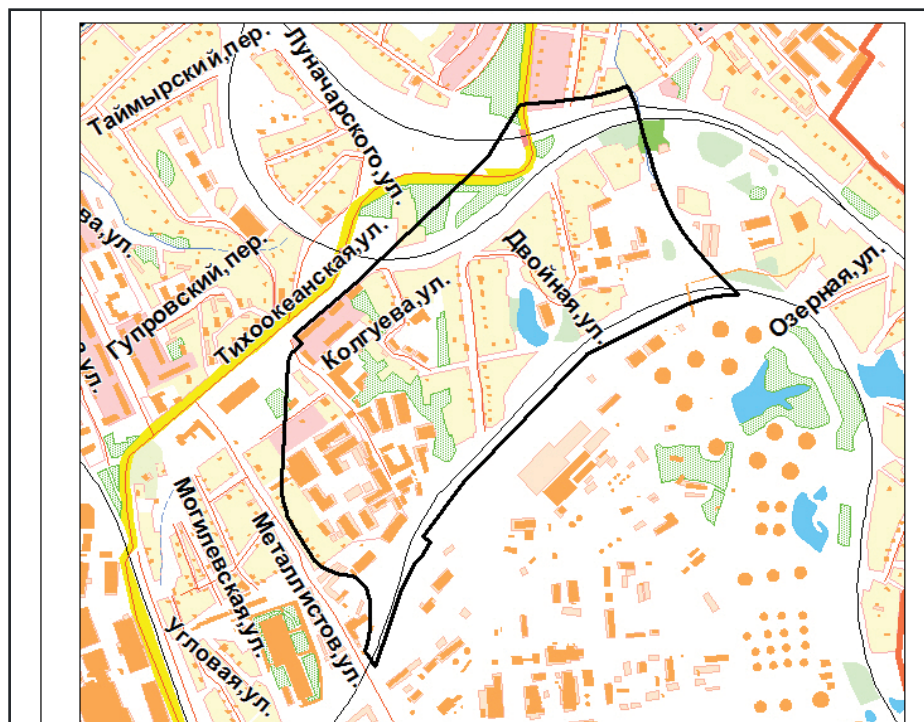 Таймырский,пер.
Луначарского,ул.
ва,ул.
Гупровский,пер.
Тихоокеанская,ул.
Колгуева,ул.
Двойная,ул.
Озерная,ул.
ул.
Могилевская,ул.
Металлистов,ул.
Угловая,ул.